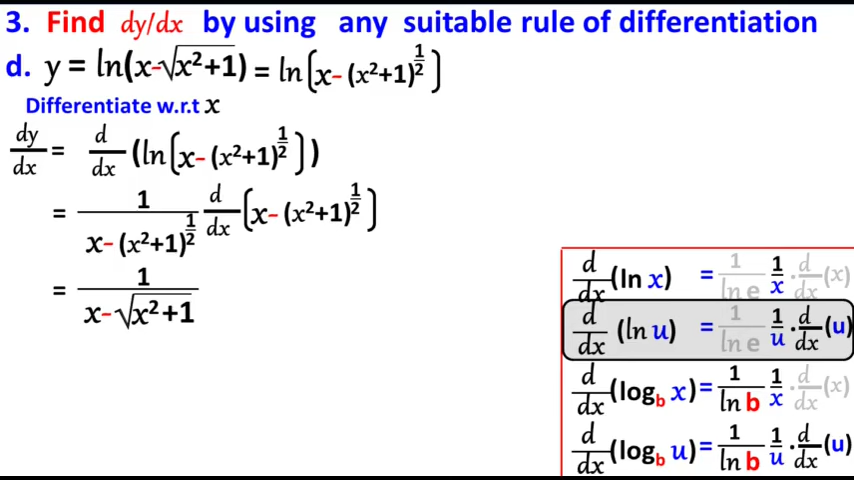 3. Find dy/dx by using any suitable rule of differentiation
d. y = ln(x-√(x²+1)) = ln[x-(x²+1)^(1/2)]
Differentiate w.r.t x
dy/dx = d/dx (ln[x-(x²+1)^(1/2)])
= 1/(x-(x²+1)^(1/2)) d/dx [x-(x²+1)^(1/2)]
= 1/(x-√(x²+1))
d/dx (ln x) = 1/(ln e) 1/x · d/dx (x)
d/dx (ln u) = 1/(ln e) 1/u · d/dx (u)
d/dx (log_b x) = 1/(ln b) 1/x · d/dx (x)
d/dx (log_b u) = 1/(ln b) 1/u · d/dx (u)